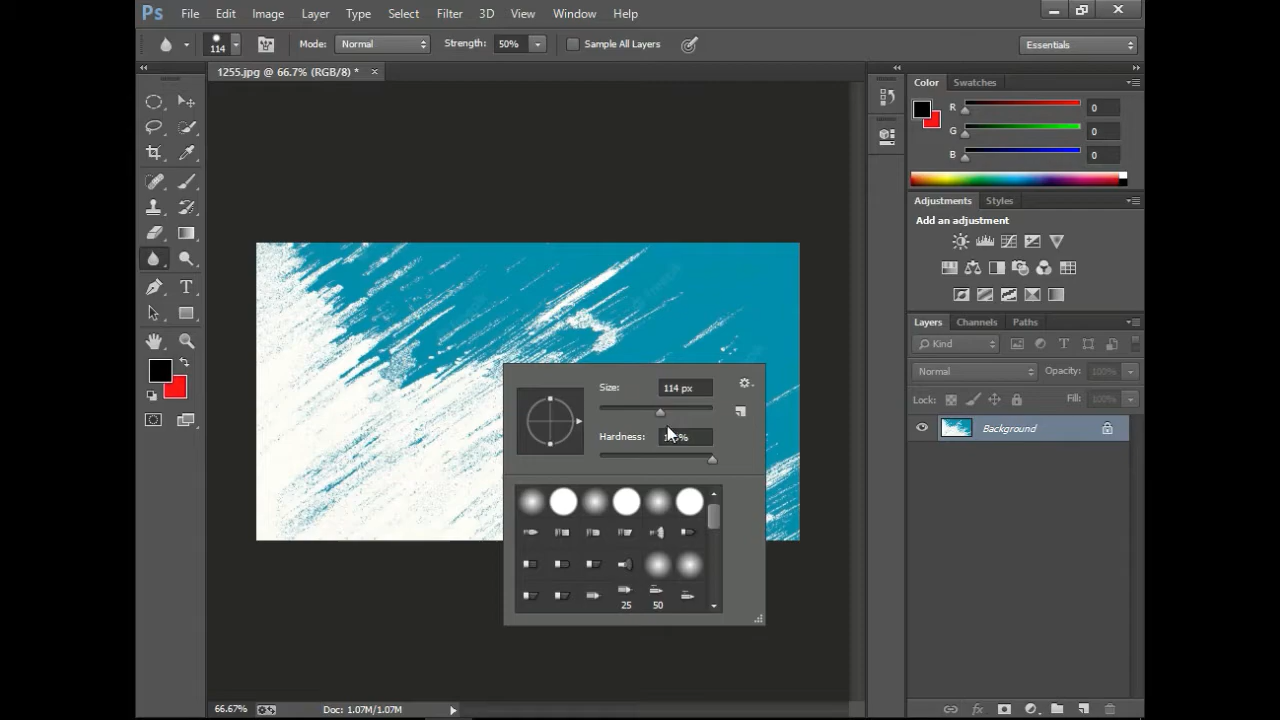 Ps File Edit Image Layer Type Select Filter 3D View Window Help
114 Mode: Normal Strength: 50% Sample All Layers Essentials
1255.jpg @ 66.7% (RGB/8) * ×
Color Swatches
R 0
G 0
B 0
Adjustments Styles
Add an adjustment
Layers Channels Paths
Kind
Normal Opacity: 100%
Lock: Fill: 100%
Background
Size: 114 px
Hardness:
25 50
66.67% Doc: 1.07M/1.07M